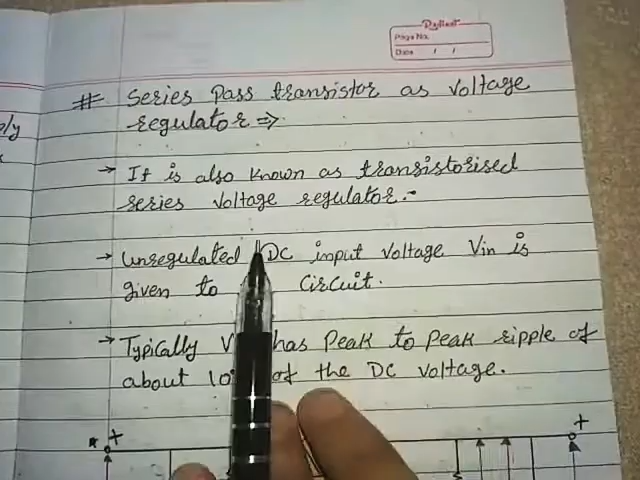 Radiant
Page No.
Date / /
# Series Pass transistor as voltage
regulator ⇒
→ It is also known as transistorised
series voltage regulator.-
→ Unregulated DC input voltage Vin is
given to circuit.
→ Typically V has Peak to Peak ripple of
about 10 of the DC voltage.
* +
+